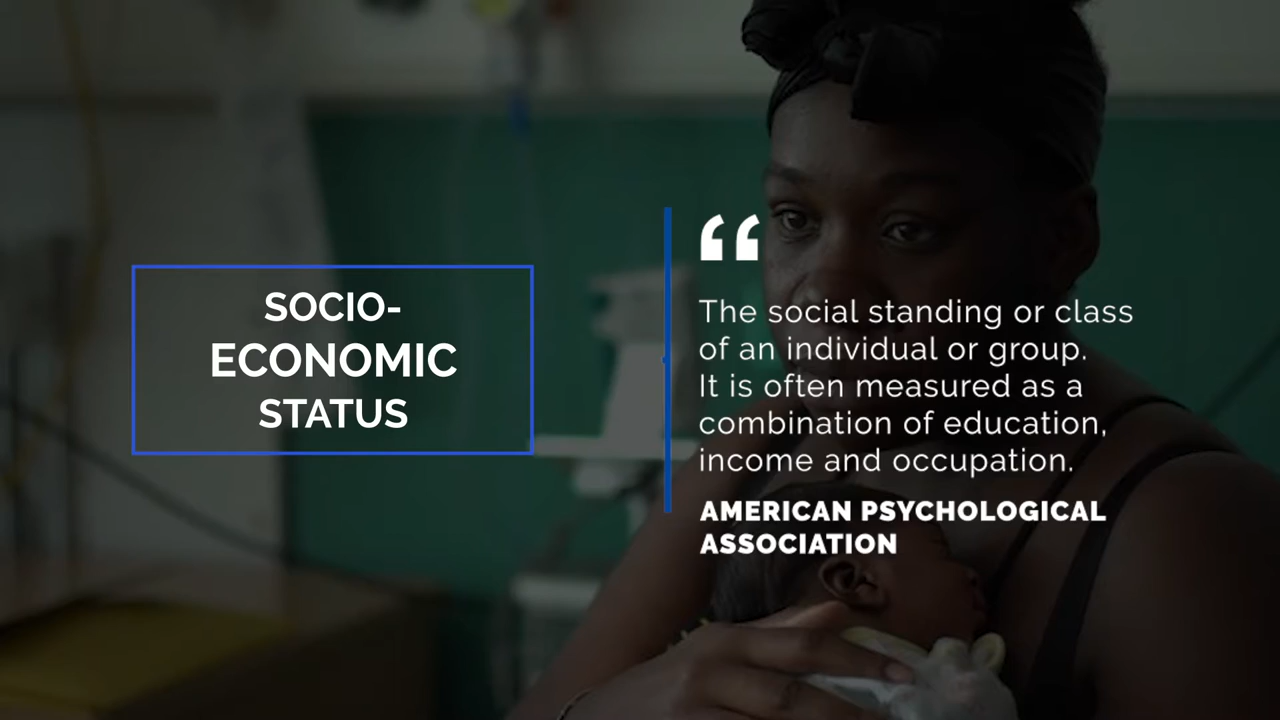 SOCIO-
ECONOMIC
STATUS
“
The social standing or class
of an individual or group.
It is often measured as a
combination of education,
income and occupation.
AMERICAN PSYCHOLOGICAL
ASSOCIATION